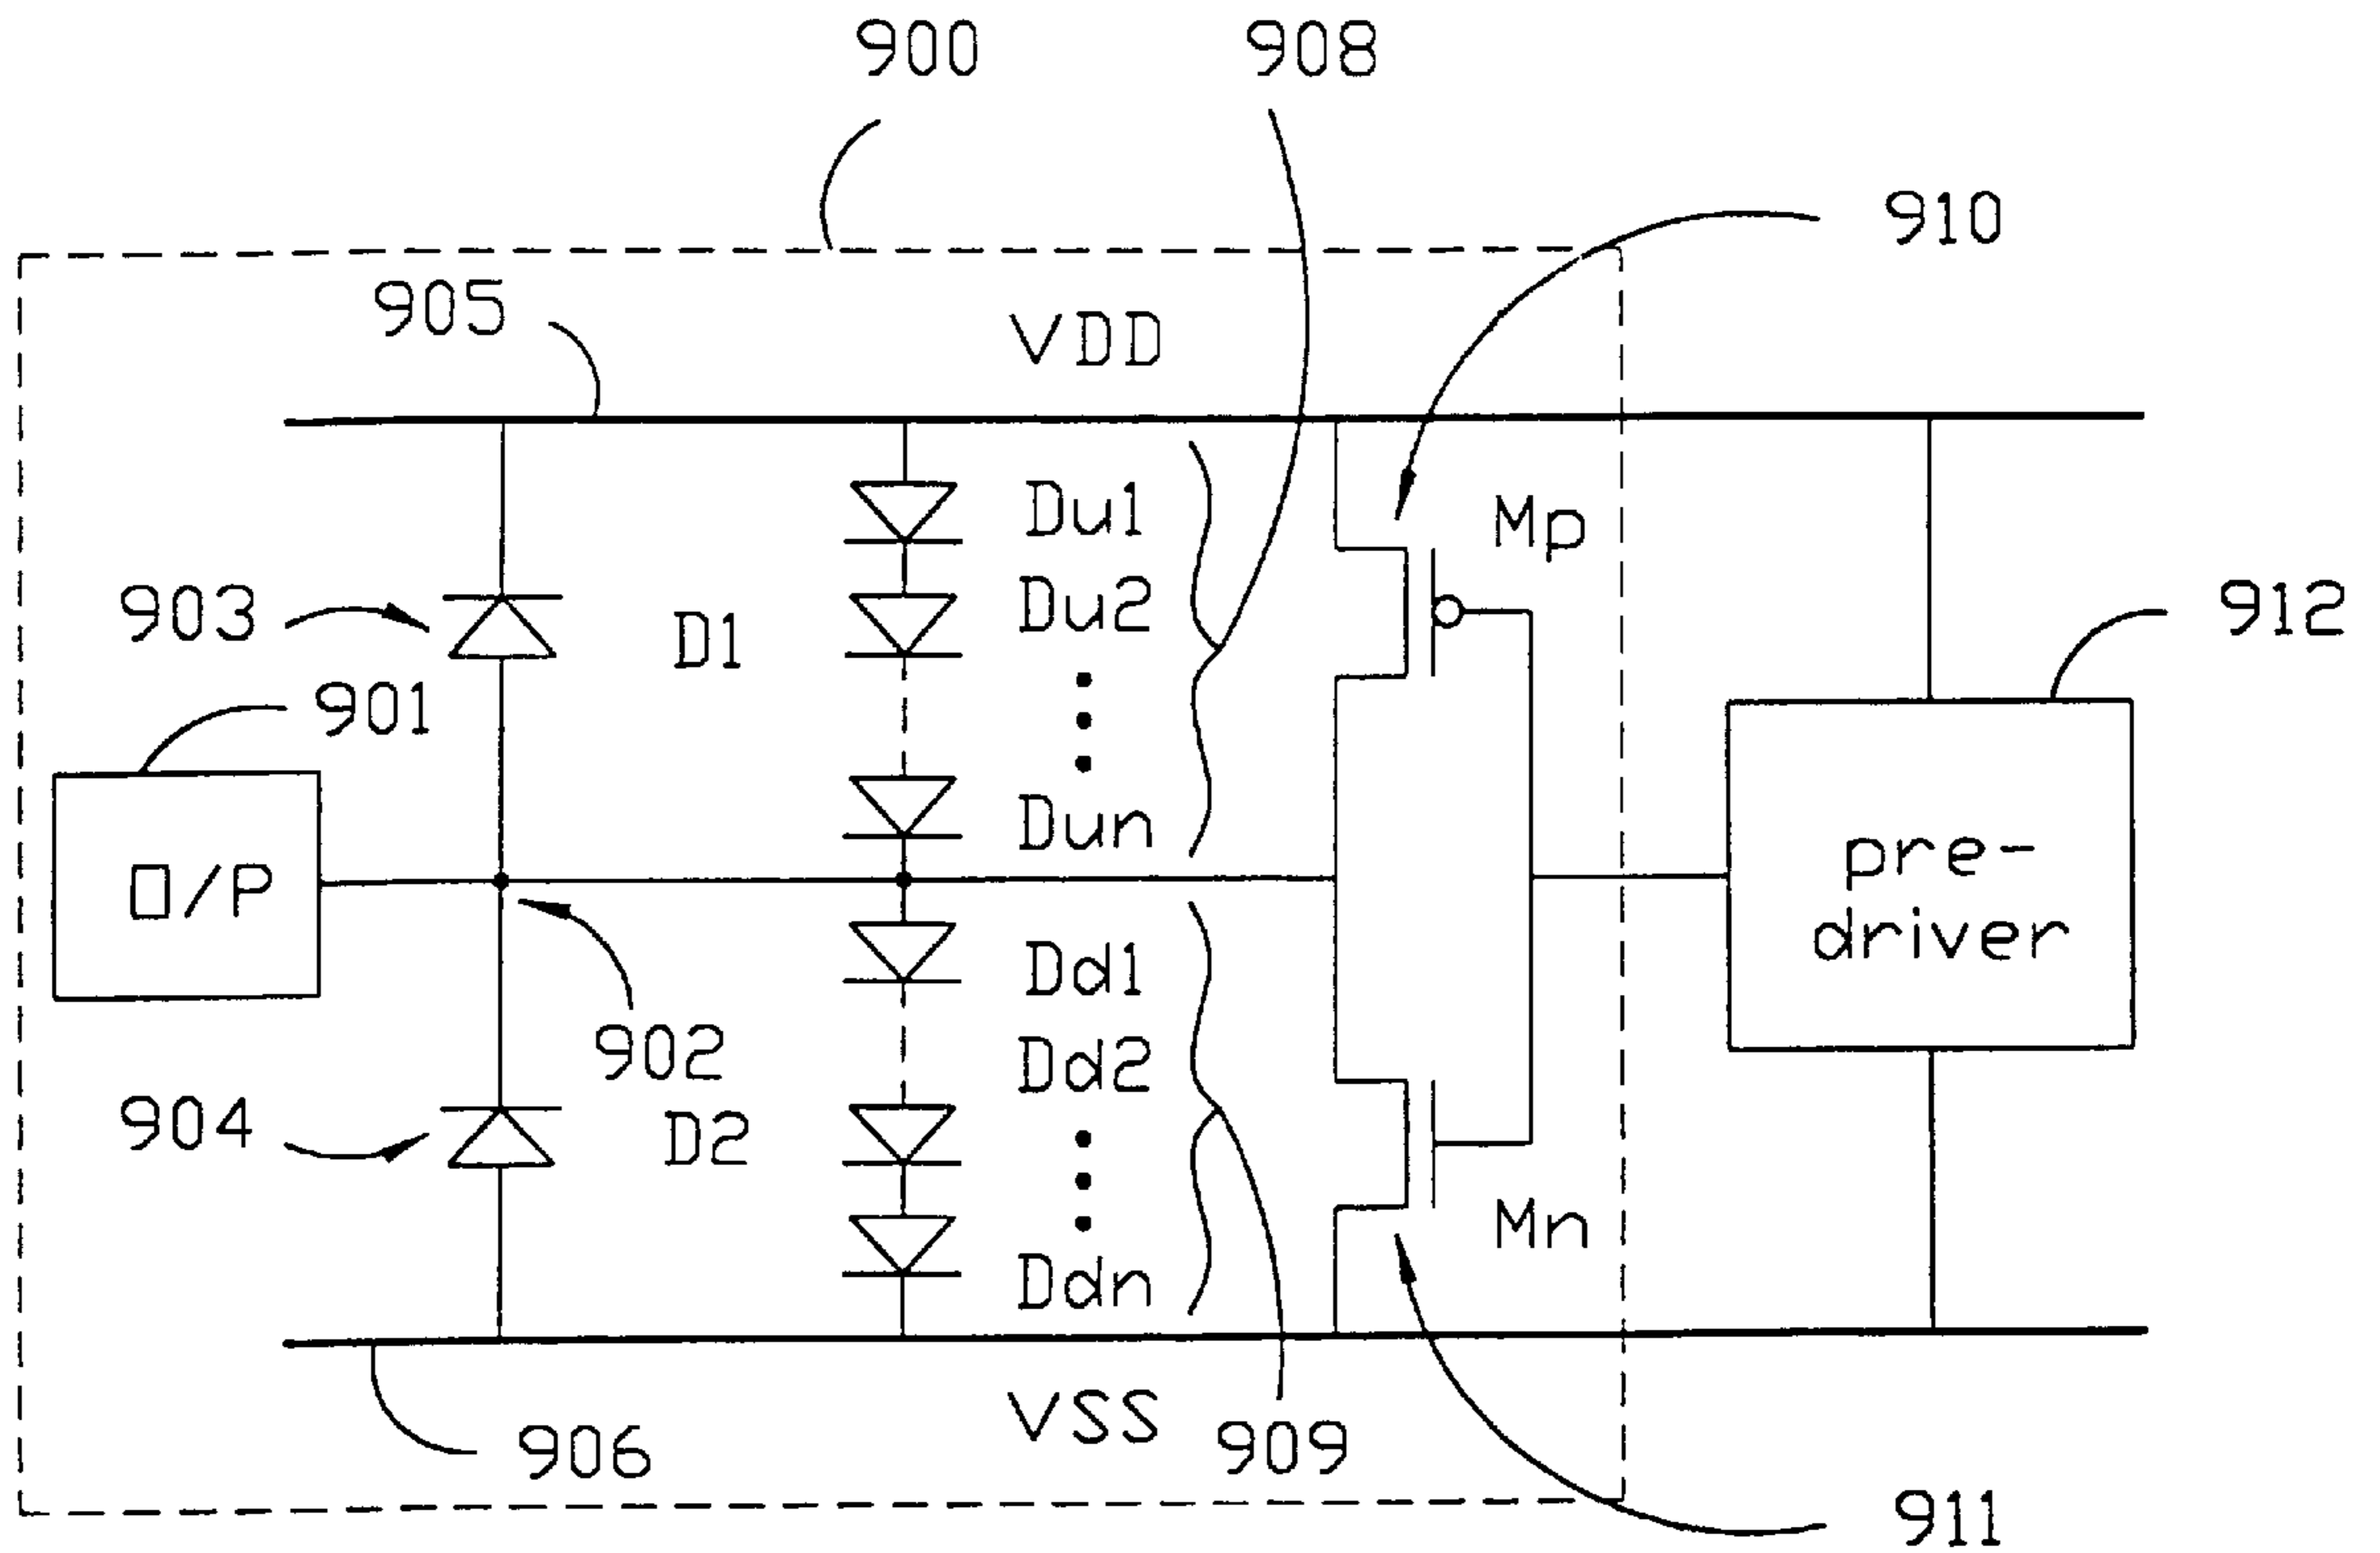 900
908
910
905
VDD
Du1
Mp
Du2
903
D1
912
901
Dun
O/P
pre-
driver
Dd1
902
Dd2
904
D2
Mn
Ddn
VSS
909
906
911